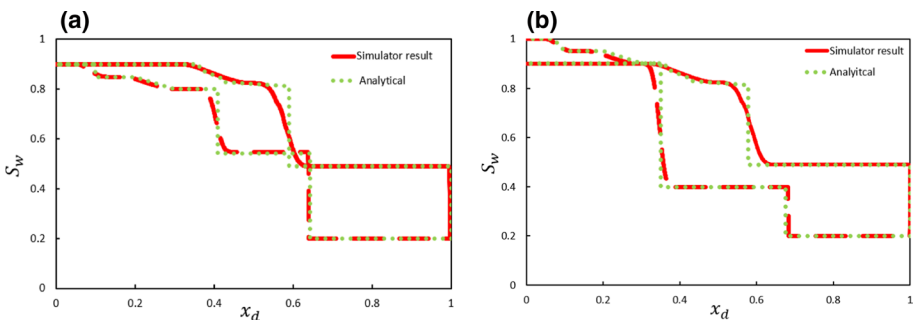 (a)
1
0.8
0.6
0.4
0.2
0
S_w
Simulator result
Analytical
0 0.2 0.4 0.6 0.8 1
x_d
(b)
1
0.8
0.6
0.4
0.2
0
S_w
Simulator result
Analyitcal
0 0.2 0.4 0.6 0.8 1
x_d